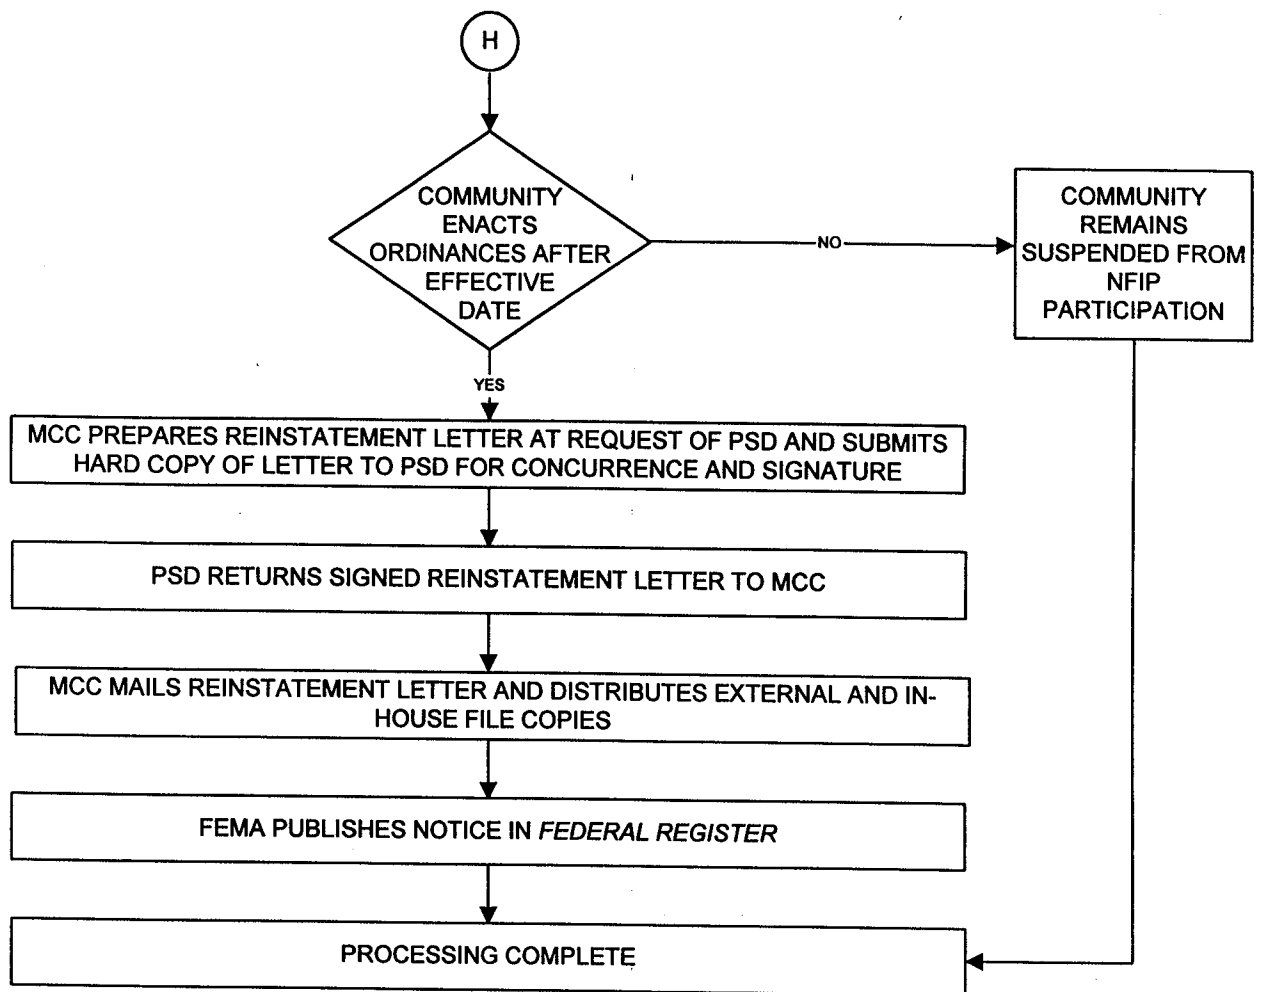 H
COMMUNITY
ENACTS
ORDINANCES AFTER
EFFECTIVE
DATE
NO
COMMUNITY
REMAINS
SUSPENDED FROM
NFIP
PARTICIPATION
YES
MCC PREPARES REINSTATEMENT LETTER AT REQUEST OF PSD AND SUBMITS
HARD COPY OF LETTER TO PSD FOR CONCURRENCE AND SIGNATURE
PSD RETURNS SIGNED REINSTATEMENT LETTER TO MCC
MCC MAILS REINSTATEMENT LETTER AND DISTRIBUTES EXTERNAL AND IN-
HOUSE FILE COPIES
FEMA PUBLISHES NOTICE IN FEDERAL REGISTER
PROCESSING COMPLETE